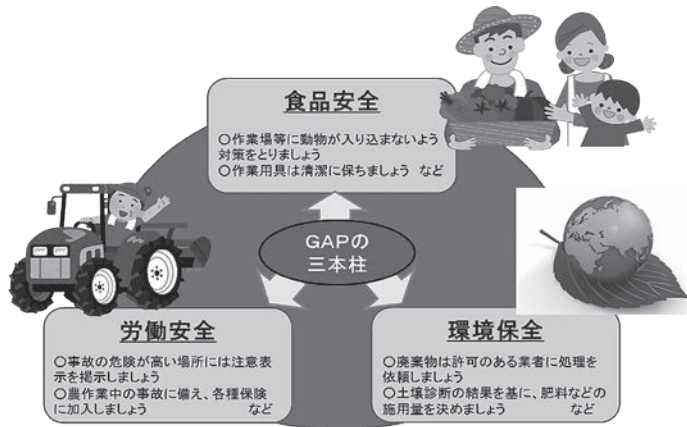 食品安全
○作業場等に動物が入り込まないよう
対策をとりましょう
○作業用具は清潔に保ちましょう など
GAPの
三本柱
労働安全
○事故の危険が高い場所には注意表
示を掲示しましょう
○農作業中の事故に備え、各種保険
に加入しましょう など
環境保全
○廃棄物は許可のある業者に処理を
依頼しましょう
○土壌診断の結果を基に、肥料などの
施用量を決めましょう など